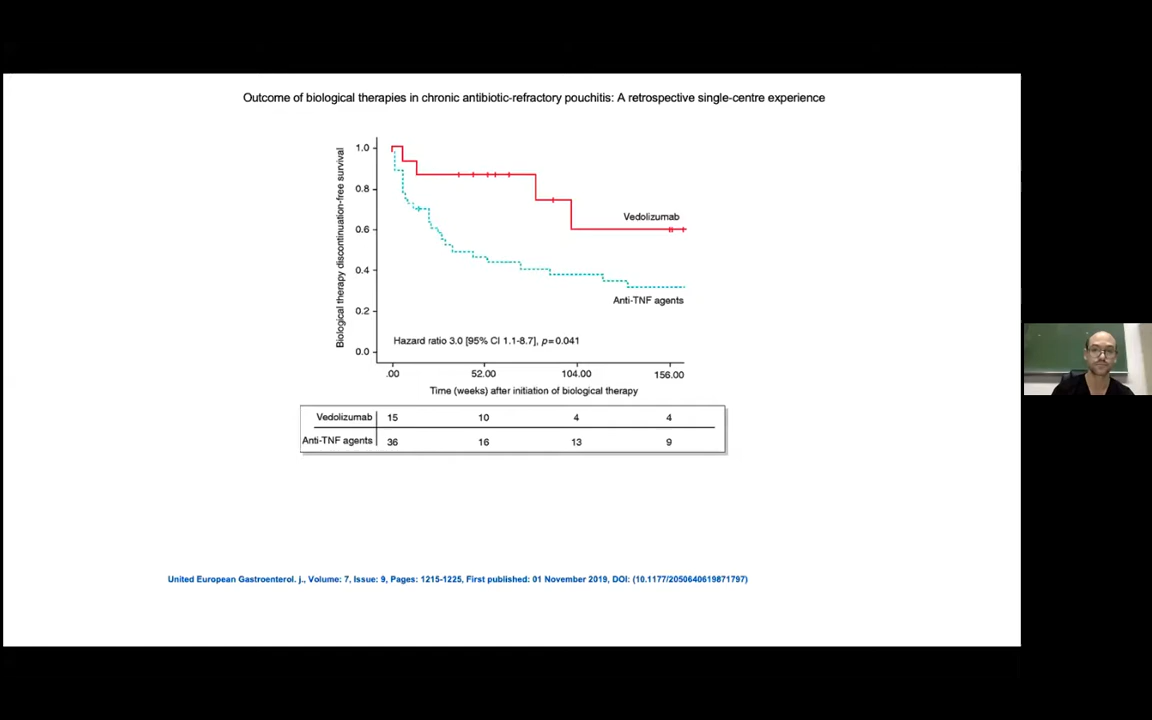 Outcome of biological therapies in chronic antibiotic-refractory pouchitis: A retrospective single-centre experience
Biological therapy discontinuation-free survival
1.0
0.8
0.6
0.4
0.2
0.0
Vedolizumab
Anti-TNF agents
Hazard ratio 3.0 [95% CI 1.1-8.7], p=0.041
.00 52.00 104.00 156.00
Time (weeks) after initiation of biological therapy
Vedolizumab 15 10 4 4
Anti-TNF agents 36 16 13 9
United European Gastroenterol. j., Volume: 7, Issue: 9, Pages: 1215-1225, First published: 01 November 2019, DOI: (10.1177/2050640619871797)